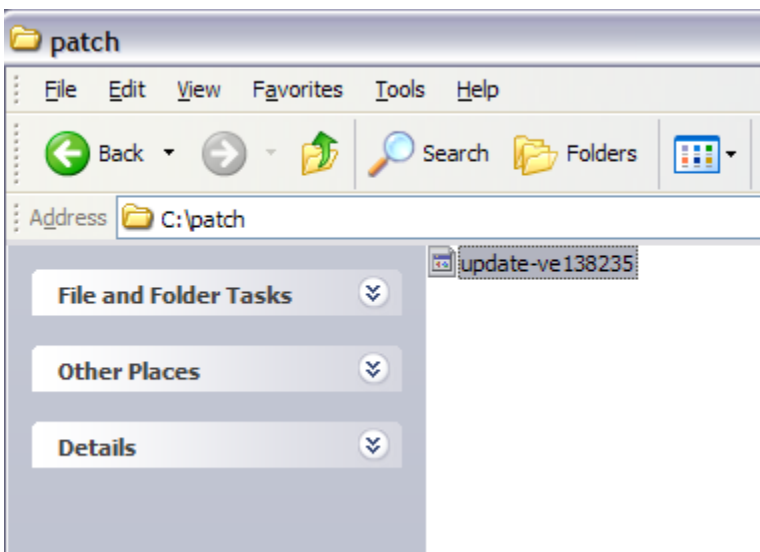 patch
File Edit View Favorites Tools Help
Back Search Folders
Address C:\patch
update-ve138235
File and Folder Tasks
Other Places
Details